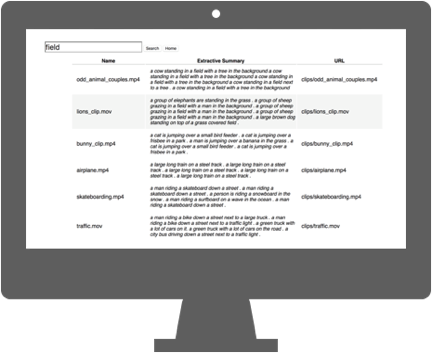 field Search Home
Name Extractive Summary URL
a cow standing in a field with a tree in the background a cow
standing in a field with a tree in the background . a cow standing in
odd_animal_couples.mp4 a field with a tree in the background . a cow standing in a field next clips/odd_animal_couples.mp4
to a tree . a cow standing in a field with a tree in the background
a group of elephants are standing in the grass . a group of sheep
grazing in a field with a man in the background . a group of sheep
lions_clip.mov grazing in a field with a man in the background . a group of sheep clips/lions_clip.mov
grazing in a field with a man in the background . a large brown dog
standing on top of a grass covered field .
a cat is jumping over a small bird feeder . a cat is jumping over a
bunny_clip.mp4 frisbee in a park . a man is jumping over a banana in the grass . a clips/bunny_clip.mp4
cat is jumping over a small bird feeder . a cat is jumping over a
frisbee in a park .
a large long train on a steel track . a large long train on a steel
airplane.mp4 track . a large long train on a steel track . a large long train on a clips/airplane.mp4
steel track . a large long train on a steel track .
a man riding a skateboard down a street . a man riding a
skateboard down a street . a person is riding a snowboard in the
skateboarding.mp4 snow . a man riding a surfboard on a wave in the ocean . a man clips/skateboarding.mp4
riding a skateboard down a street .
a man riding a bike down a street next to a large truck . a man
riding a bike down a street next to a traffic light . a green truck with
traffic.mov a lot of cars on it . a green truck with a lot of cars on the road . a clips/traffic.mov
city bus driving down a street next to a traffic light .